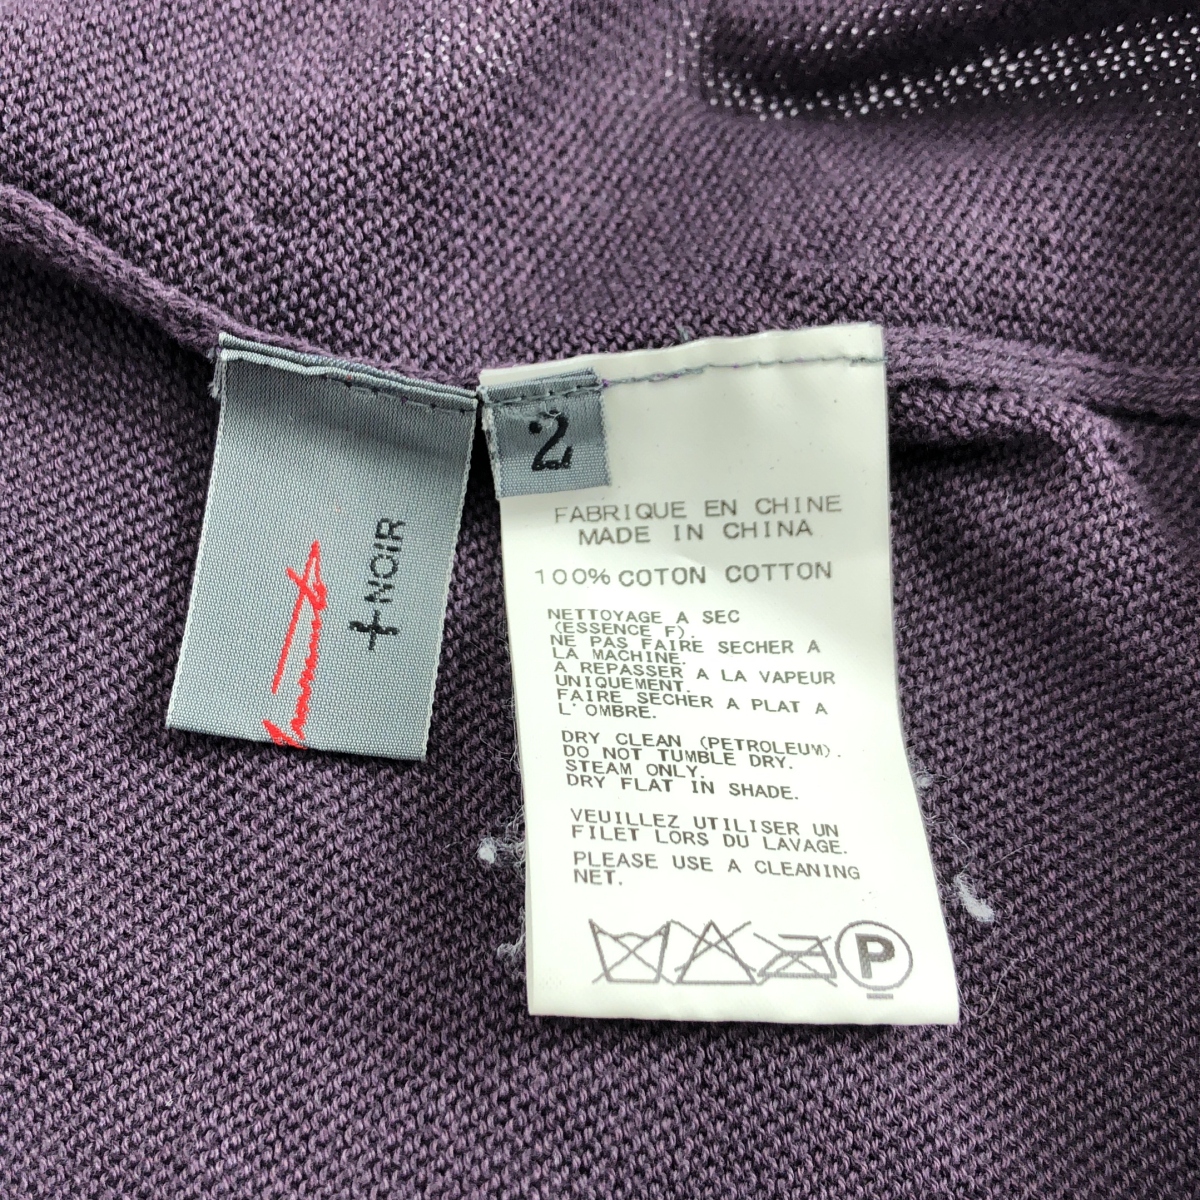 +NOIR
2
FABRIQUE EN CHINE
MADE IN CHINA
100% COTON COTTON
NETTOYAGE A SEC
(ESSENCE F).
NE PAS FAIRE SECHER A
LA MACHINE.
A REPASSER A LA VAPEUR
UNIQUEMENT.
FAIRE SECHER A PLAT A
L'OMBRE.
DRY CLEAN (PETROLEUM).
DO NOT TUMBLE DRY.
STEAM ONLY.
DRY FLAT IN SHADE.
VEUILLEZ UTILISER UN
FILET LORS DU LAVAGE.
PLEASE USE A CLEANING
NET.
P